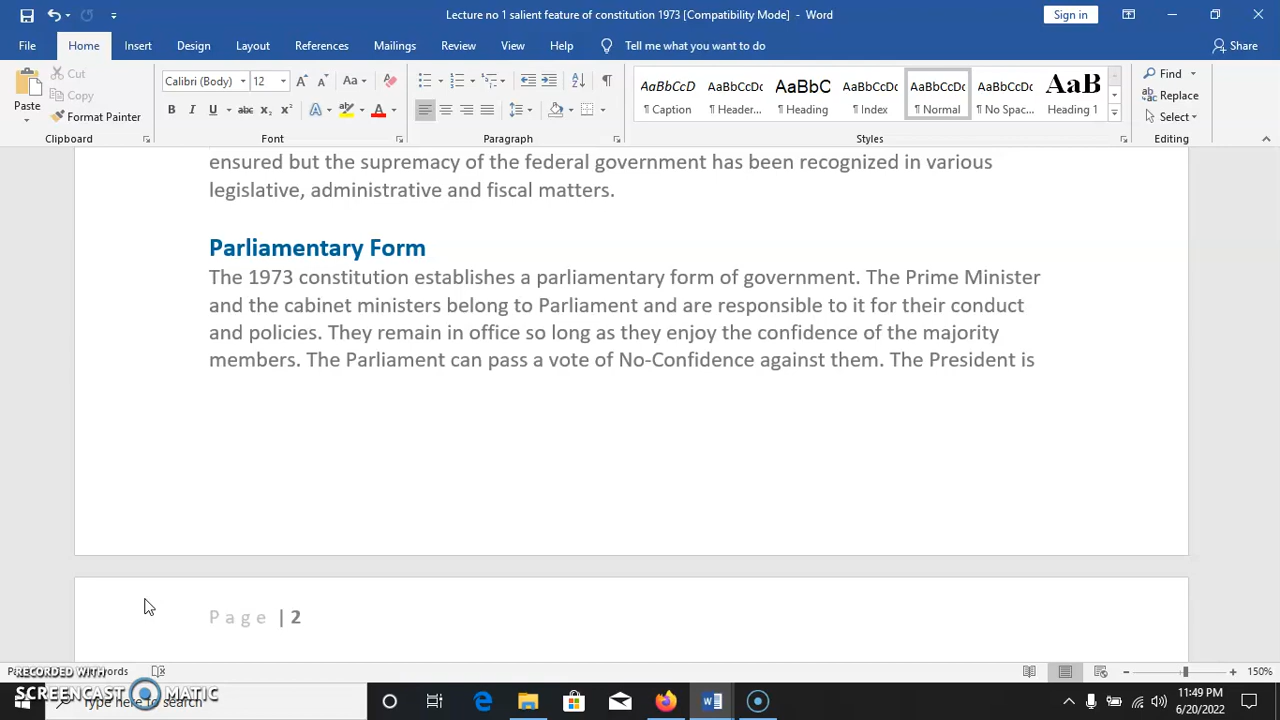 Lecture no 1 salient feature of constitution 1973 [Compatibility Mode] - Word
Sign in
File Home Insert Design Layout References Mailings Review View Help Tell me what you want to do Share
Paste
Cut
Copy
Format Painter
Clipboard
Calibri (Body) 12
Font
Paragraph
AaBbCcD AaBbCcDc AaBbC AaBbCcDc AaBbCcDc AaBbCcDc AaB
¶ Caption ¶ Header... ¶ Heading ¶ Index ¶ Normal ¶ No Spac... Heading 1
Styles
Find
Replace
Select
Editing
ensured but the supremacy of the federal government has been recognized in various
legislative, administrative and fiscal matters.
Parliamentary Form
The 1973 constitution establishes a parliamentary form of government. The Prime Minister
and the cabinet ministers belong to Parliament and are responsible to it for their conduct
and policies. They remain in office so long as they enjoy the confidence of the majority
members. The Parliament can pass a vote of No-Confidence against them. The President is
Page | 2
150%
RECORDED WITH
SCREENCAST MATIC
Type here to search
11:49 PM
6/20/2022